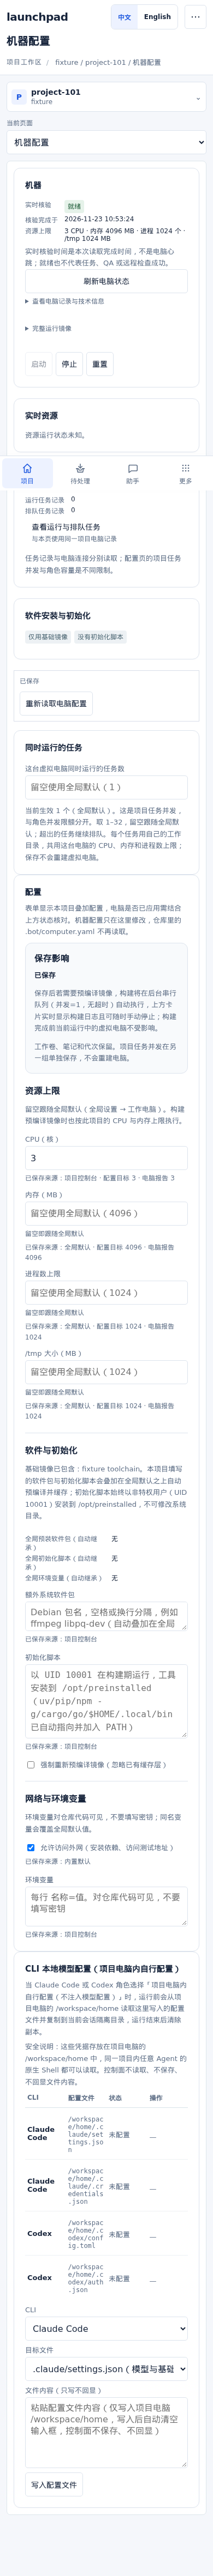 launchpad
中文
English
机器配置
项目工作区 / fixture / project-101 / 机器配置
P
project-101
fixture
当前页面
机器配置
机器
实时核验
就绪
核验完成于
2026-11-23 10:53:24
资源上限
3 CPU · 内存 4096 MB · 进程 1024 个 ·
/tmp 1024 MB
实时核验时间是本次读取完成时间，不是电脑心
跳；就绪也不代表任务、QA 或远程检查成功。
刷新电脑状态
查看电脑记录与技术信息
完整运行镜像
启动
停止
重置
实时资源
资源运行状态未知。
项目
待处理
助手
更多
运行任务记录
0
排队任务记录
0
查看运行与排队任务
与本页使用同一项目电脑记录
任务记录与电脑连接分别读取；配置页的项目任务
并发与角色容量是不同限制。
软件安装与初始化
仅用基础镜像
没有初始化脚本
已保存
重新读取电脑配置
同时运行的任务
这台虚拟电脑同时运行的任务数
留空使用全局默认（1）
当前生效 1 个（全局默认）。这是项目任务并发，
与角色并发限额分开。取 1–32，留空跟随全局默
认；超出的任务继续排队。每个任务用自己的工作
目录，共用这台电脑的 CPU、内存和进程数上限；
保存不会重建虚拟电脑。
配置
表单显示本项目叠加配置，电脑是否已应用需结合
上方状态核对。机器配置只在这里修改，仓库里的
.bot/computer.yaml 不再读取。
保存影响
已保存
保存后若需要预编译镜像，构建将在后台串行
队列（并发=1，无超时）自动执行，上方卡
片实时显示构建日志且可随时手动停止；构建
完成前当前运行中的虚拟电脑不受影响。
工作卷、笔记和代次保留。项目任务并发在另
一组单独保存，不会重建电脑。
资源上限
留空跟随全局默认（全局设置 → 工作电脑）。构建
预编译镜像时也按本项目的 CPU 与内存上限执行。
CPU（核）
3
已保存来源：项目控制台 · 配置目标 3 · 电脑报告 3
内存（MB）
留空使用全局默认（4096）
留空即跟随全局默认
已保存来源：全局默认 · 配置目标 4096 · 电脑报告
4096
进程数上限
留空使用全局默认（1024）
留空即跟随全局默认
已保存来源：全局默认 · 配置目标 1024 · 电脑报告
1024
/tmp 大小（MB）
留空使用全局默认（1024）
留空即跟随全局默认
已保存来源：全局默认 · 配置目标 1024 · 电脑报告
1024
软件与初始化
基础镜像已包含：fixture toolchain。本项目填写
的软件包与初始化脚本会叠加在全局默认之上自动
预编译并缓存；初始化脚本始终以非特权用户（UID
10001）安装到 /opt/preinstalled，不可修改系统
目录。
全局预装软件包（自动继
承）
无
全局初始化脚本（自动继
承）
无
全局环境变量（自动继承）
无
额外系统软件包
Debian 包名，空格或换行分隔，例如
ffmpeg libpq-dev（自动叠加在全局
已保存来源：项目控制台
初始化脚本
以 UID 10001 在构建期运行，工具
安装到 /opt/preinstalled
（uv/pip/npm -
g/cargo/go/$HOME/.local/bin
已自动指向并加入 PATH）
已保存来源：项目控制台
强制重新预编译镜像（忽略已有缓存层）
网络与环境变量
环境变量对仓库代码可见，不要填写密钥；同名变
量会覆盖全局默认值。
允许访问外网（安装依赖、访问测试地址）
已保存来源：内置默认
环境变量
每行 名称=值。对仓库代码可见，不要
填写密钥
已保存来源：项目控制台
CLI 本地模型配置（项目电脑内自行配置）
当 Claude Code 或 Codex 角色选择「项目电脑内
自行配置（不注入模型配置）」时，运行前会从项
目电脑的 /workspace/home 读取这里写入的配置
文件并复制到当前会话隔离目录，运行结束后清除
副本。
安全说明：这些凭据存放在项目电脑的
/workspace/home 中，同一项目内任意 Agent 的
原生 Shell 都可以读取。控制面不读取、不保存、
不回显文件内容。
CLI
配置文件
状态
操作
Claude
Code
/workspac
e/home/.c
laude/set
tings.jso
n
未配置
—
Claude
Code
/workspac
e/home/.c
laude/.cr
edentials
.json
未配置
—
Codex
/workspac
e/home/.c
odex/conf
ig.toml
未配置
—
Codex
/workspac
e/home/.c
odex/auth
.json
未配置
—
CLI
Claude Code
目标文件
.claude/settings.json（模型与基础
文件内容（只写不回显）
粘贴配置文件内容（仅写入项目电脑
/workspace/home，写入后自动清空
输入框，控制面不保存、不回显）
写入配置文件